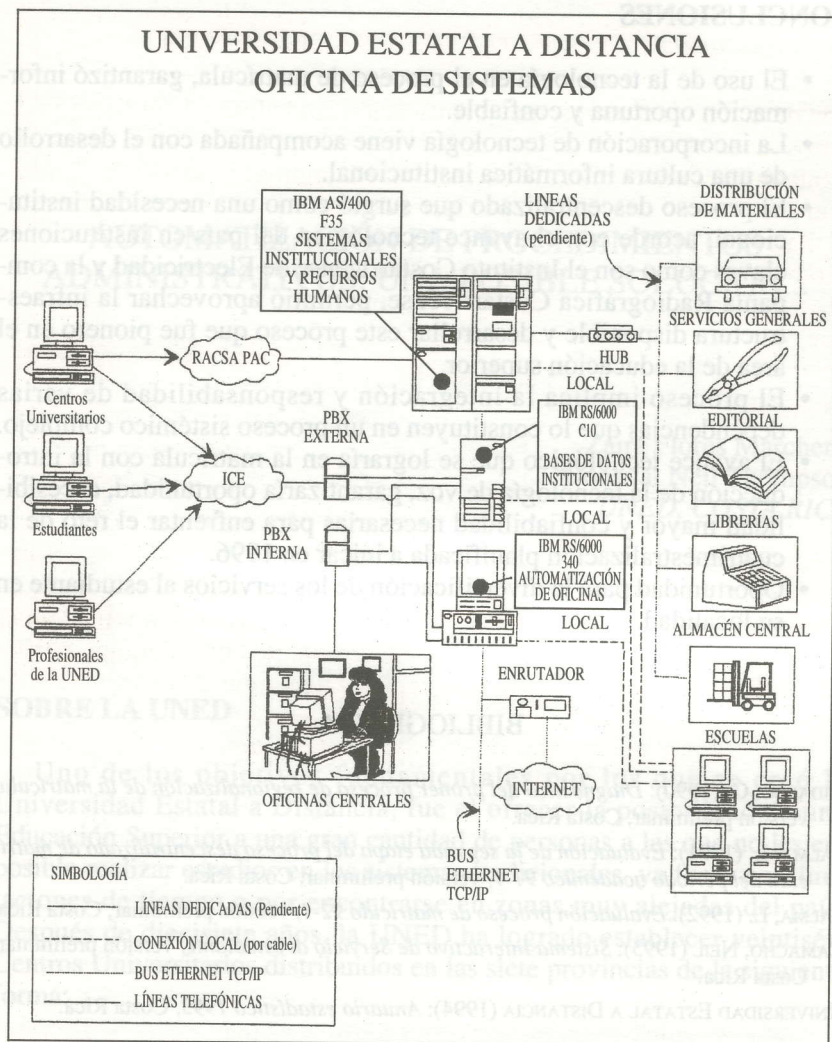 UNIVERSIDAD ESTATAL A DISTANCIA
OFICINA DE SISTEMAS
IBM AS/400
F35
SISTEMAS
INSTITUCIONALES
Y RECURSOS
HUMANOS
LINEAS
DEDICADAS
(pendiente)
DISTRIBUCIÓN
DE MATERIALES
SERVICIOS GENERALES
Centros
Universitarios
RACSA PAC
HUB
LOCAL
EDITORIAL
PBX
EXTERNA
IBM RS/6000
C10
BASES DE DATOS
INSTITUCIONALES
Estudiantes
ICE
LIBRERÍAS
PBX
INTERNA
LOCAL
IBM RS/6000
340
AUTOMATIZACIÓN
DE OFICINAS
LOCAL
ALMACÉN CENTRAL
Profesionales
de la UNED
ENRUTADOR
ESCUELAS
OFICINAS CENTRALES
INTERNET
BUS
ETHERNET
TCP/IP
SIMBOLOGÍA
LÍNEAS DEDICADAS (Pendiente)
CONEXIÓN LOCAL (por cable)
BUS ETHERNET TCP/IP
LÍNEAS TELEFÓNICAS